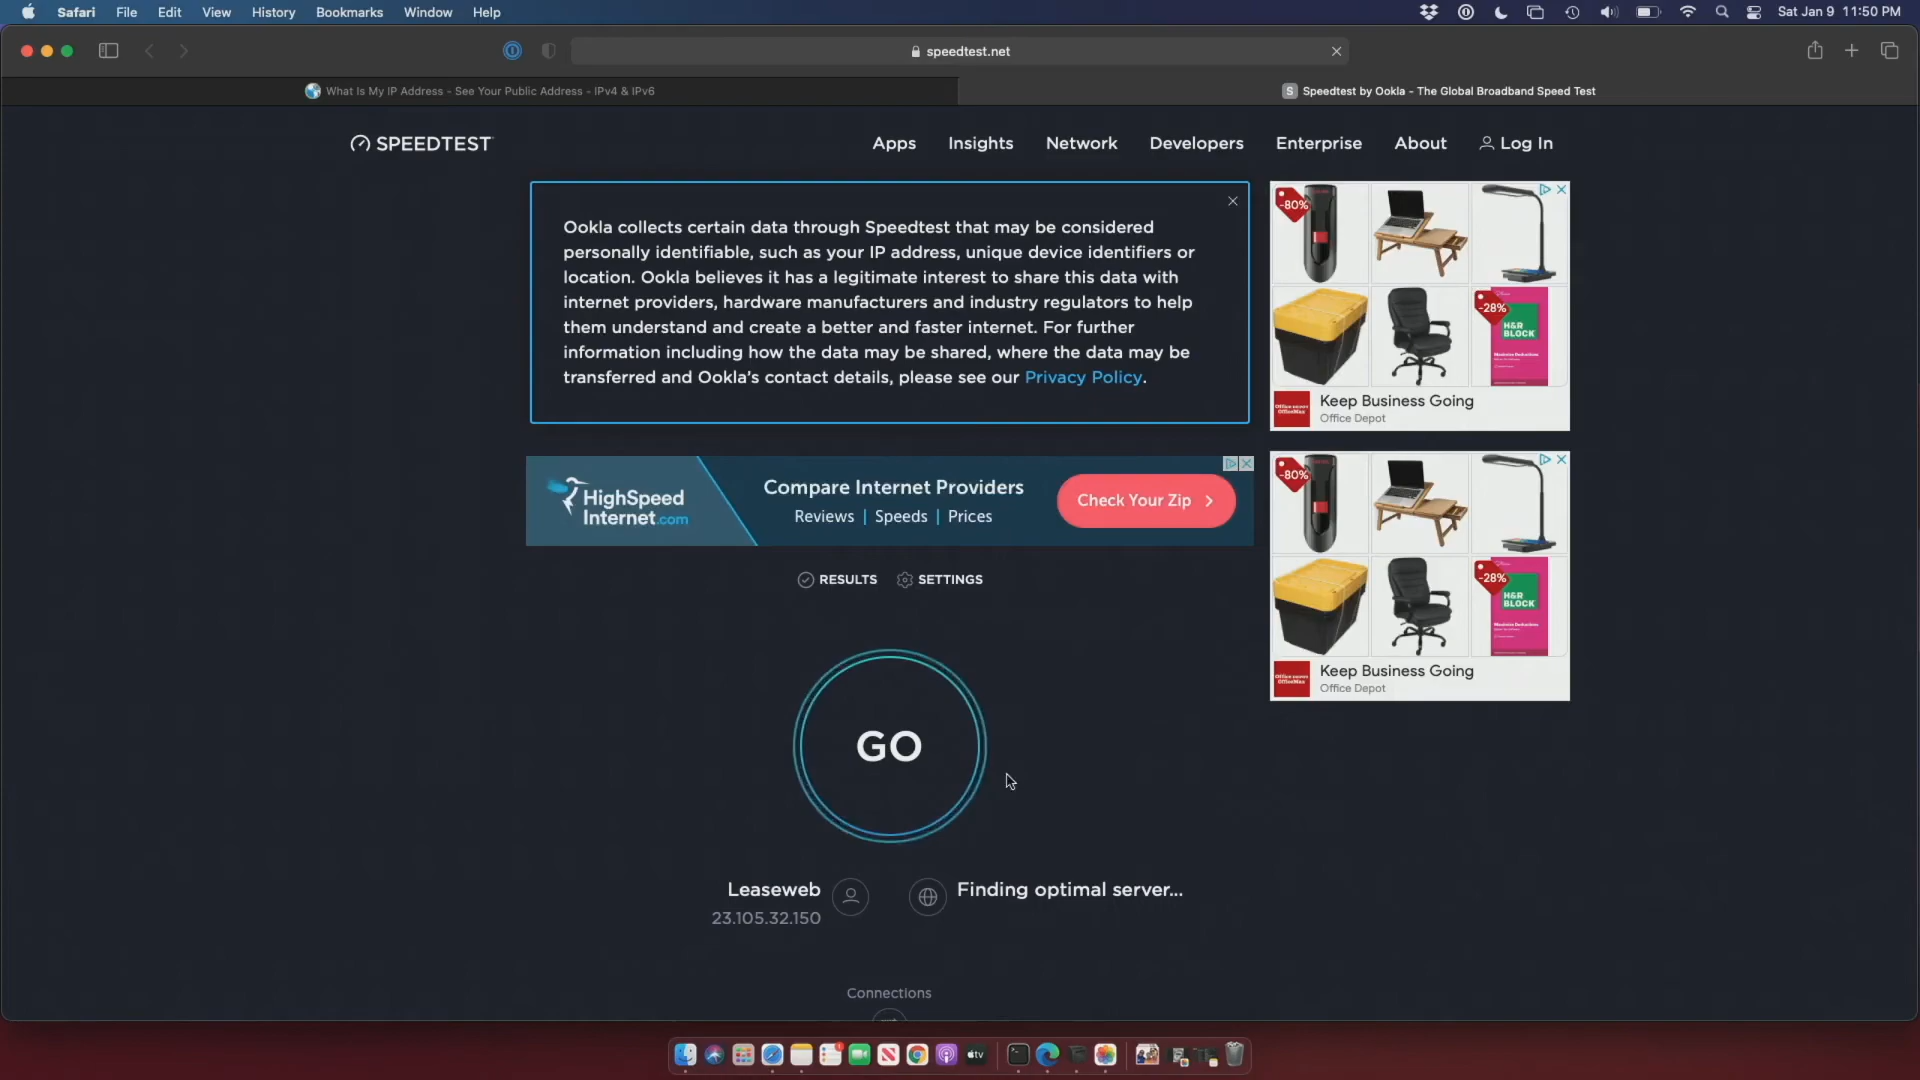 Safari File Edit View History Bookmarks Window Help
Sat Jan 9 11:50 PM
speedtest.net
What Is My IP Address - See Your Public Address - IPv4 & IPv6
S Speedtest by Ookla - The Global Broadband Speed Test
SPEEDTEST
Apps Insights Network Developers Enterprise About Log In
Ookla collects certain data through Speedtest that may be considered
personally identifiable, such as your IP address, unique device identifiers or
location. Ookla believes it has a legitimate interest to share this data with
internet providers, hardware manufacturers and industry regulators to help
them understand and create a better and faster internet. For further
information including how the data may be shared, where the data may be
transferred and Ookla's contact details, please see our Privacy Policy.
-80%
-28%
H&R
BLOCK
Keep Business Going
Office Depot
HighSpeed
Internet.com
Compare Internet Providers
Reviews | Speeds | Prices
Check Your Zip
-80%
-28%
H&R
BLOCK
Keep Business Going
Office Depot
RESULTS SETTINGS
GO
Leaseweb
23.105.32.150
Finding optimal server...
Connections
tv